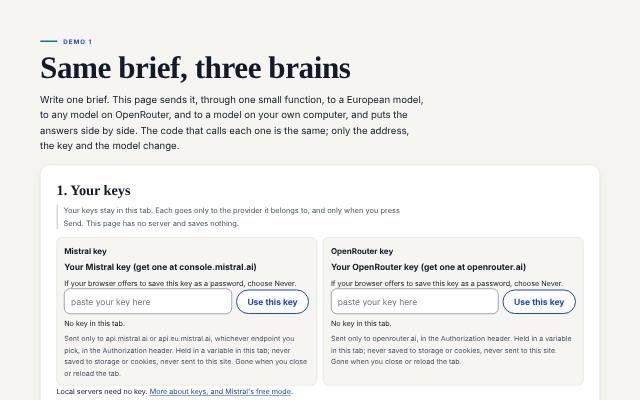 DEMO 1
Same brief, three brains
Write one brief. This page sends it, through one small function, to a European model,
to any model on OpenRouter, and to a model on your own computer, and puts the
answers side by side. The code that calls each one is the same; only the address,
the key and the model change.
1. Your keys
Your keys stay in this tab. Each goes only to the provider it belongs to, and only when you press
Send. This page has no server and saves nothing.
Mistral key
Your Mistral key (get one at console.mistral.ai)
If your browser offers to save this key as a password, choose Never.
paste your key here
Use this key
No key in this tab.
Sent only to api.mistral.ai or api.eu.mistral.ai, whichever endpoint you
pick, in the Authorization header. Held in a variable in this tab; never
saved to storage or cookies, never sent to this site. Gone when you close
or reload the tab.
OpenRouter key
Your OpenRouter key (get one at openrouter.ai)
If your browser offers to save this key as a password, choose Never.
paste your key here
Use this key
No key in this tab.
Sent only to openrouter.ai, in the Authorization header. Held in a variable
in this tab; never saved to storage or cookies, never sent to this site.
Gone when you close or reload the tab.
Local servers need no key. More about keys, and Mistral's free mode.